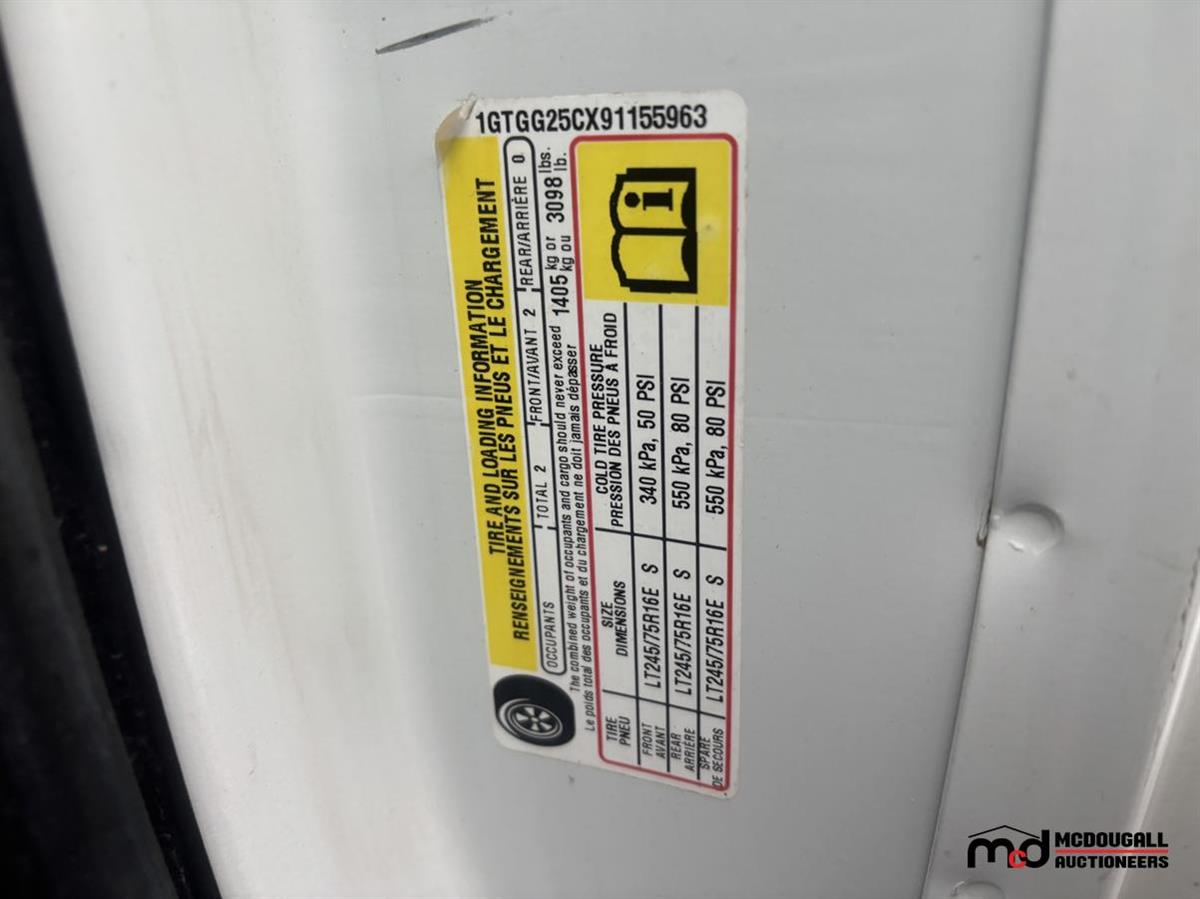 1GTGG25CX91155963
TIRE AND LOADING INFORMATION
RENSEIGNEMENTS SUR LES PNEUS ET LE CHARGEMENT
OCCUPANTS TOTAL 2 FRONT/AVANT 2 REAR/ARRIÈRE 0
The combined weight of occupants and cargo should never exceed 1405 kg or 3098 lbs.
Le poids total des occupants et du chargement ne doit jamais dépasser kg ou lb.
TIRE SIZE COLD TIRE PRESSURE
PNEU DIMENSIONS PRESSION DES PNEUS À FROID
FRONT LT245/75R16E S 340 kPa, 50 PSI
AVANT
REAR LT245/75R16E S 550 kPa, 80 PSI
ARRIÈRE
SPARE LT245/75R16E S 550 kPa, 80 PSI
DE SECOURS
i
mcd MCDOUGALL
AUCTIONEERS